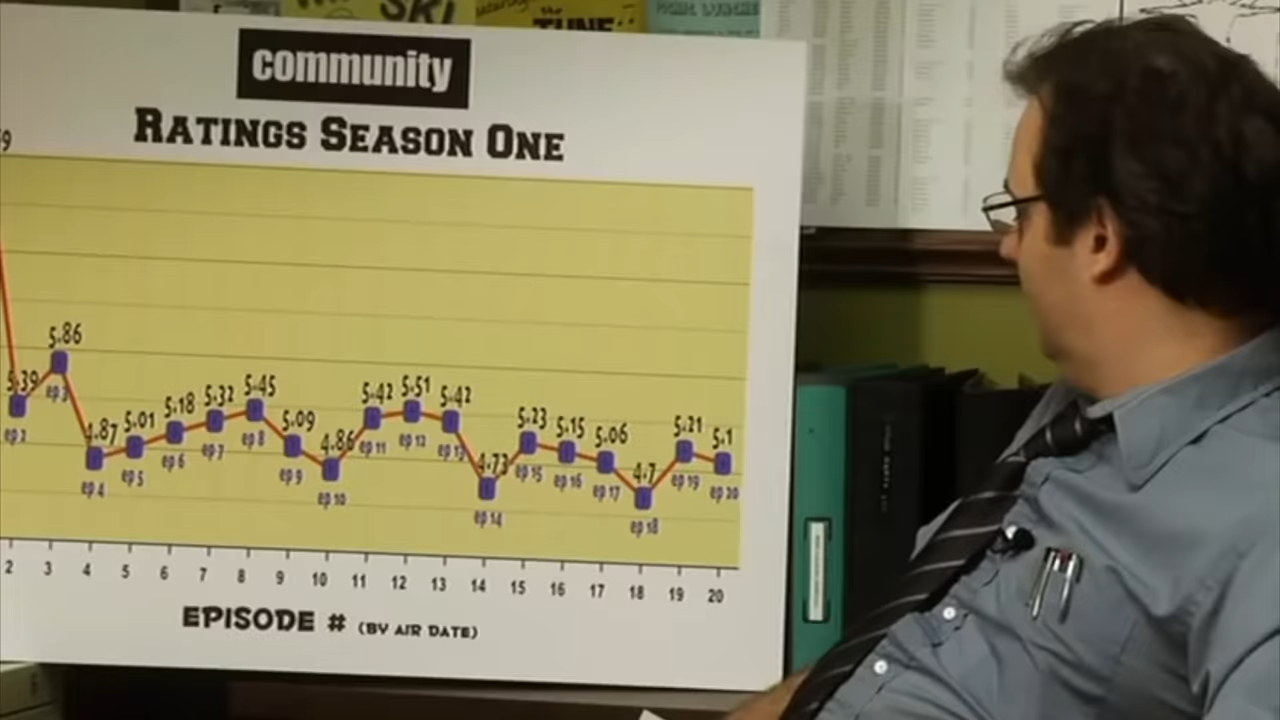 SKI
TUNE
community
RATINGS SEASON ONE
9
5.39
5.86
4.87
5.01
5.18
5.32
5.45
5.09
4.86
5.42
5.51
5.42
4.73
5.23
5.15
5.06
4.7
5.21
5.1
ep 2
ep 3
ep 4
ep 5
ep 6
ep 7
ep 8
ep 9
ep 10
ep 11
ep 12
ep 13
ep 14
ep 15
ep 16
ep 17
ep 18
ep 19
ep 20
2 3 4 5 6 7 8 9 10 11 12 13 14 15 16 17 18 19 20
EPISODE # (BY AIR DATE)